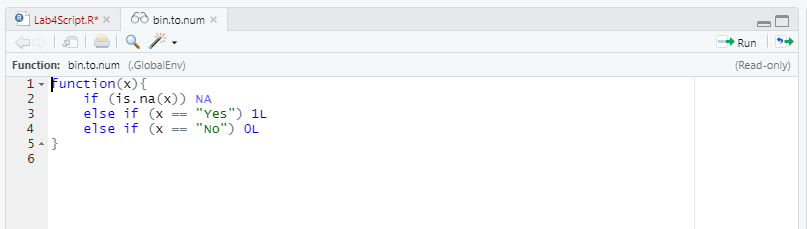 Lab4Script.R* × bin.to.num ×
Run
Function: bin.to.num (.GlobalEnv) (Read-only)
1 function(x){
2     if (is.na(x)) NA
3     else if (x == "Yes") 1L
4     else if (x == "No") 0L
5 }
6